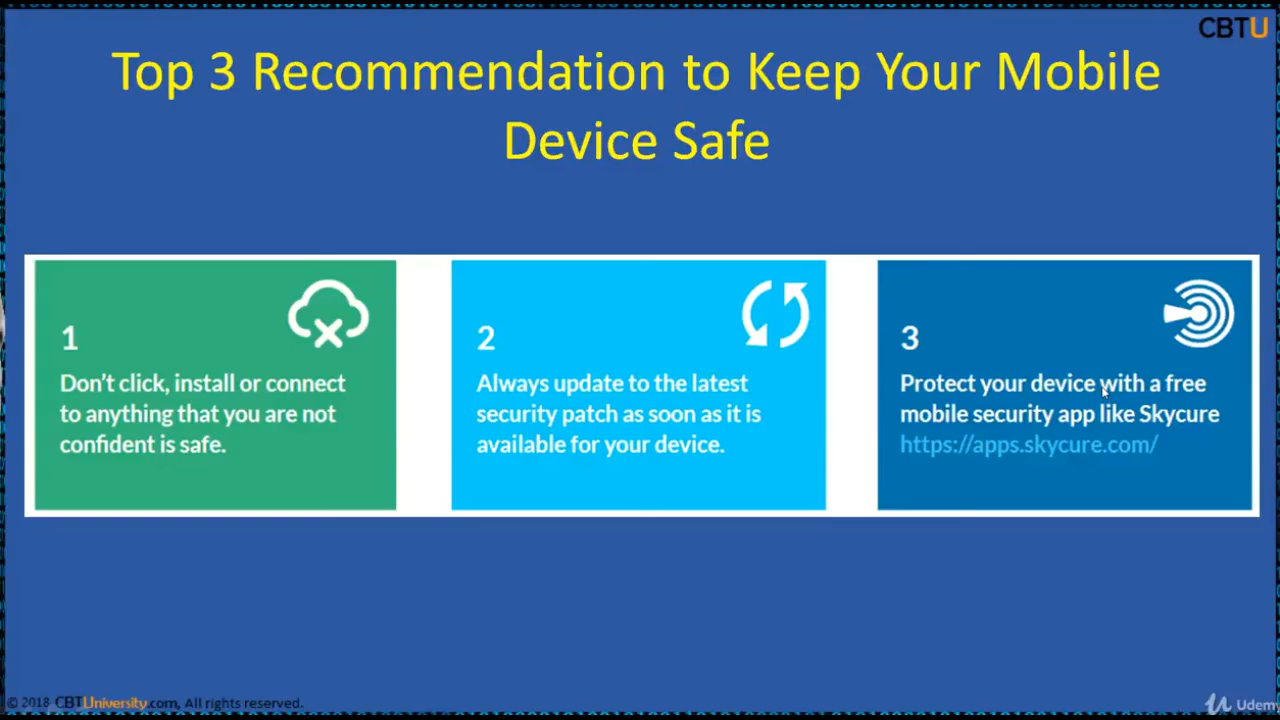 CBTU
Top 3 Recommendation to Keep Your Mobile
Device Safe
1
Don't click, install or connect
to anything that you are not
confident is safe.
2
Always update to the latest
security patch as soon as it is
available for your device.
3
Protect your device with a free
mobile security app like Skycure
https://apps.skycure.com/
© 2018 CBTUniversity.com, All rights reserved.
Udemy